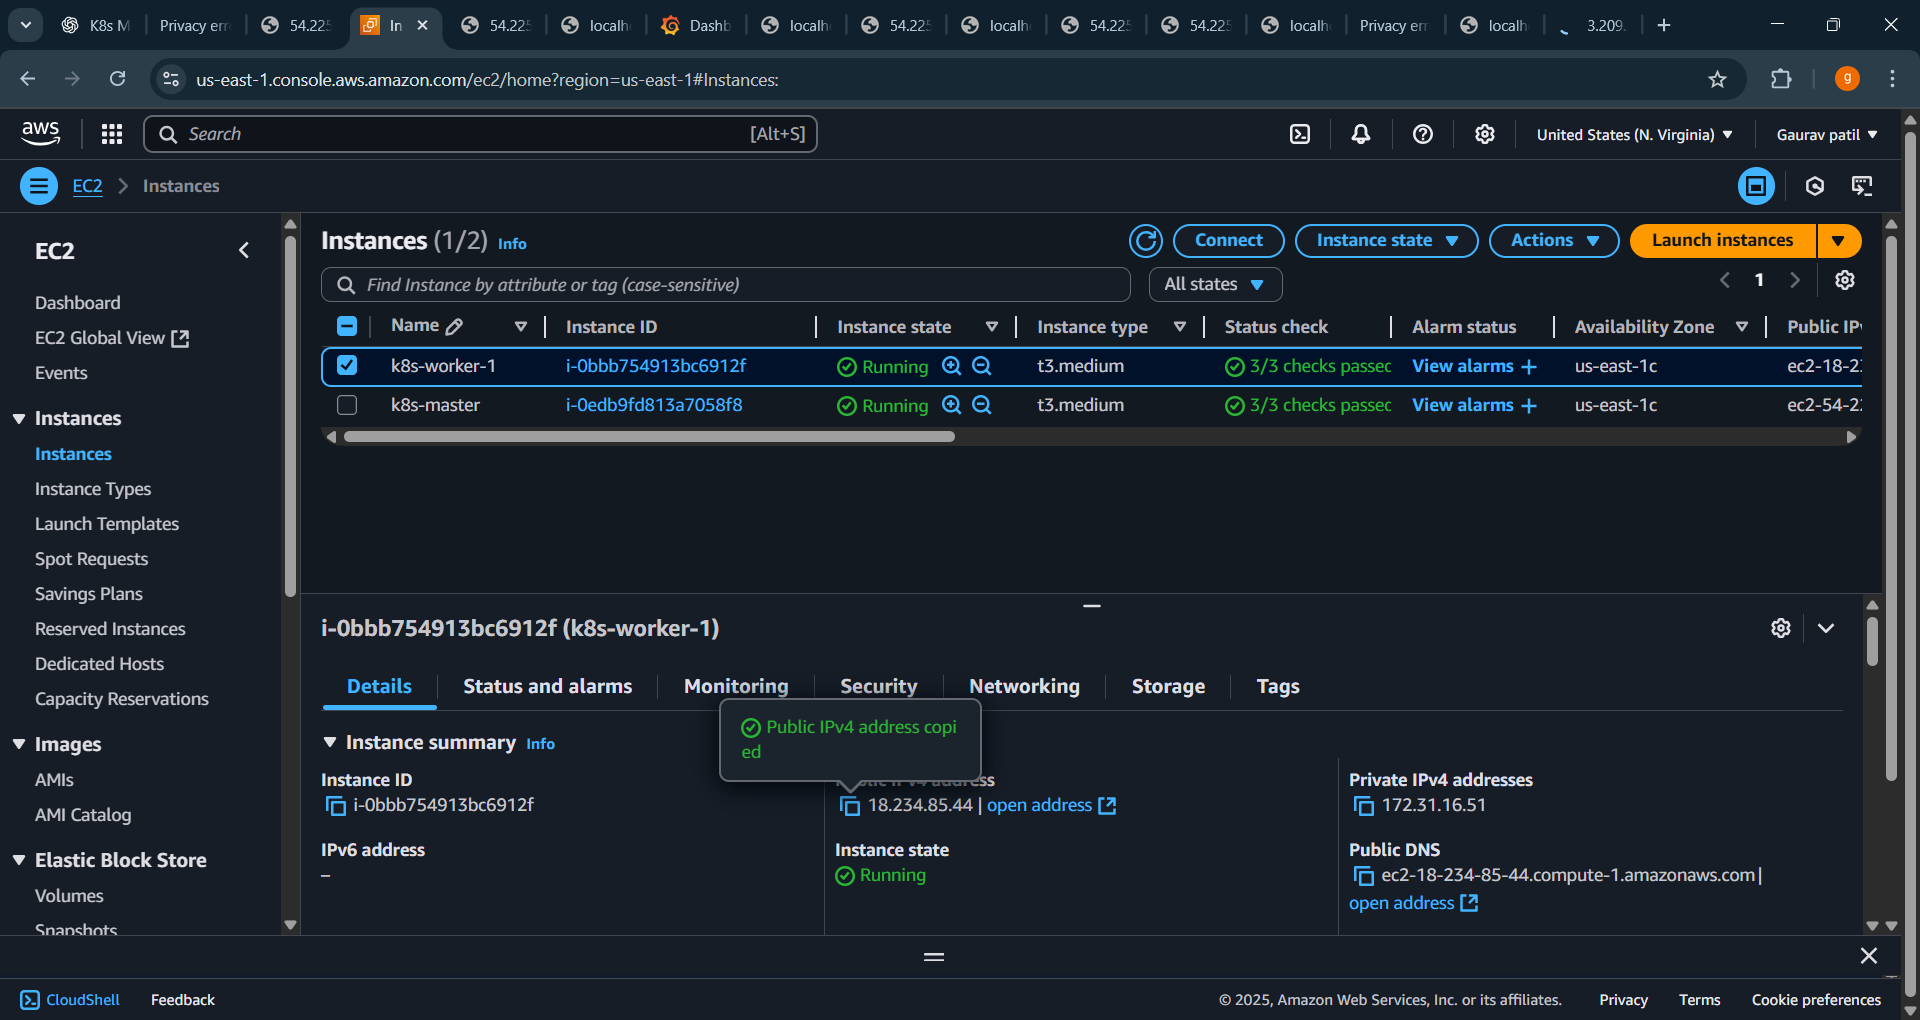 K8s M
Privacy err
54.225
In
54.225
localh
Dashb
localh
54.225
localh
54.225
54.225
localh
Privacy err
localh
3.209.
us-east-1.console.aws.amazon.com/ec2/home?region=us-east-1#Instances:
g
aws
Search
[Alt+S]
United States (N. Virginia)
Gaurav patil
EC2
Instances
EC2
Dashboard
EC2 Global View
Events
Instances
Instances
Instance Types
Launch Templates
Spot Requests
Savings Plans
Reserved Instances
Dedicated Hosts
Capacity Reservations
Images
AMIs
AMI Catalog
Elastic Block Store
Volumes
Snapshots
Instances (1/2) Info
Connect
Instance state
Actions
Launch instances
Find Instance by attribute or tag (case-sensitive)
All states
1
Name Instance ID Instance state Instance type Status check Alarm status Availability Zone Public IP
k8s-worker-1 i-0bbb754913bc6912f Running t3.medium 3/3 checks passed View alarms + us-east-1c ec2-18-2
k8s-master i-0edb9fd813a7058f8 Running t3.medium 3/3 checks passed View alarms + us-east-1c ec2-54-2
i-0bbb754913bc6912f (k8s-worker-1)
Details
Status and alarms
Monitoring
Security
Networking
Storage
Tags
Public IPv4 address copi
ed
Instance summary Info
Instance ID
i-0bbb754913bc6912f
IPv6 address
–
Public IPv4 address
18.234.85.44 | open address
Instance state
Running
Private IPv4 addresses
172.31.16.51
Public DNS
ec2-18-234-85-44.compute-1.amazonaws.com |
open address
CloudShell
Feedback
© 2025, Amazon Web Services, Inc. or its affiliates.
Privacy
Terms
Cookie preferences